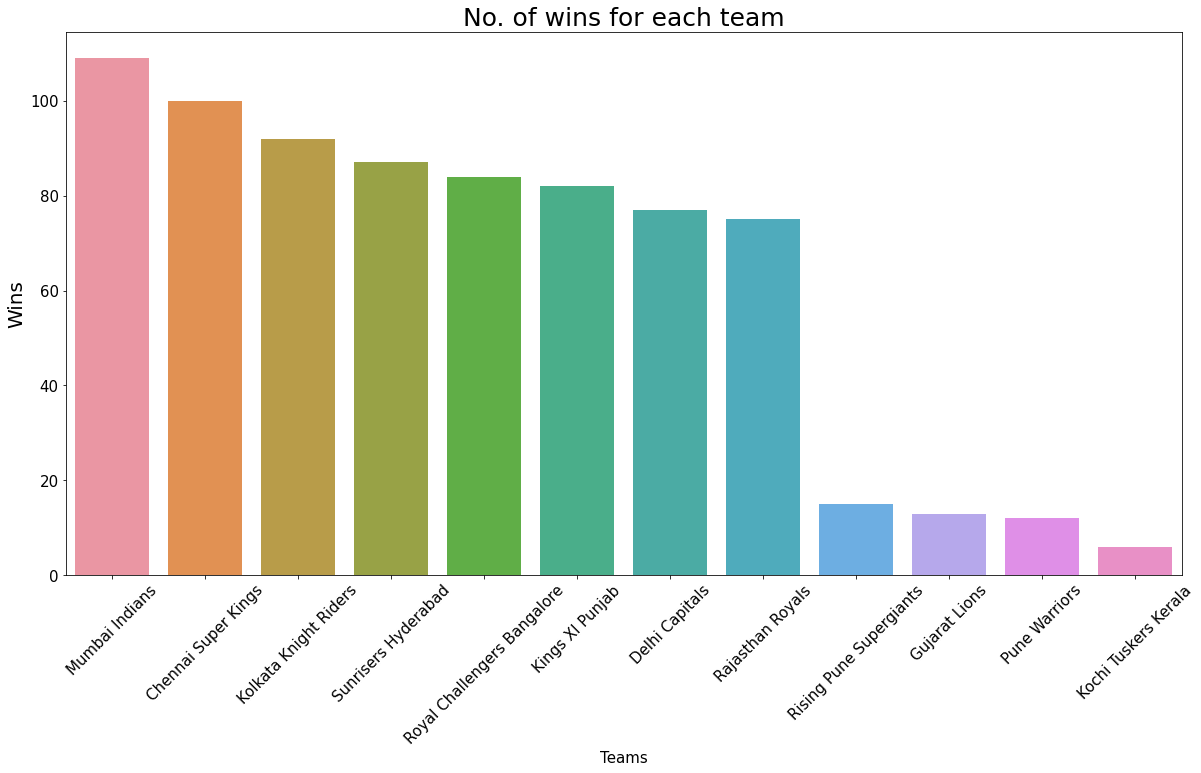 No. of wins for each team
Wins
100
80
60
40
20
0
Mumbai Indians
Chennai Super Kings
Kolkata Knight Riders
Sunrisers Hyderabad
Royal Challengers Bangalore
Kings XI Punjab
Delhi Capitals
Rajasthan Royals
Rising Pune Supergiants
Gujarat Lions
Pune Warriors
Kochi Tuskers Kerala
Teams